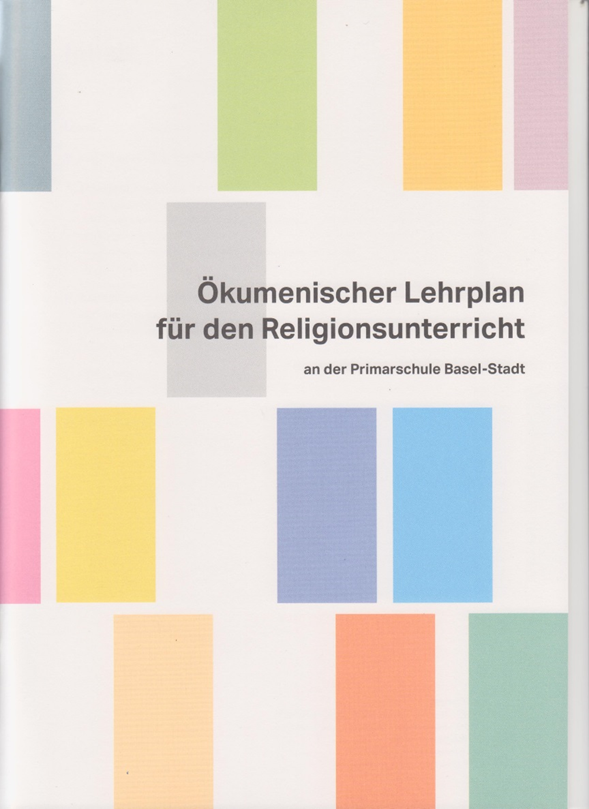 Ökumenischer Lehrplan
für den Religionsunterricht
an der Primarschule Basel-Stadt